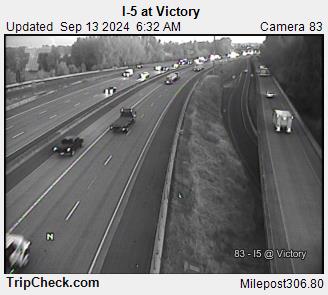 I-5 at Victory
Updated  Sep 13 2024  6:32 AM
Camera 83
N
83 - I5 @ Victory
TripCheck.com
Milepost306.80